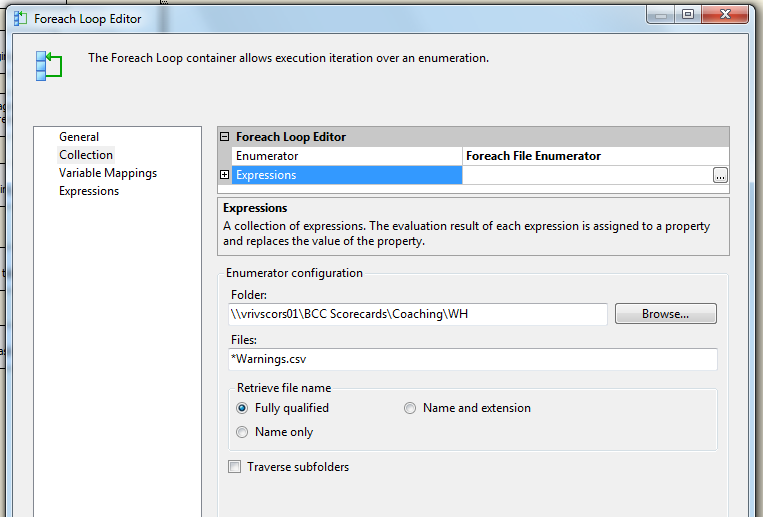 Foreach Loop Editor
The Foreach Loop container allows execution iteration over an enumeration.
General
Collection
Variable Mappings
Expressions
Foreach Loop Editor
Enumerator Foreach File Enumerator
Expressions ...
Expressions
A collection of expressions. The evaluation result of each expression is assigned to a property
and replaces the value of the property.
Enumerator configuration
Folder:
\\vrivscors01\BCC Scorecards\Coaching\WH
Browse...
Files:
*Warnings.csv
Retrieve file name
Fully qualified
Name and extension
Name only
Traverse subfolders